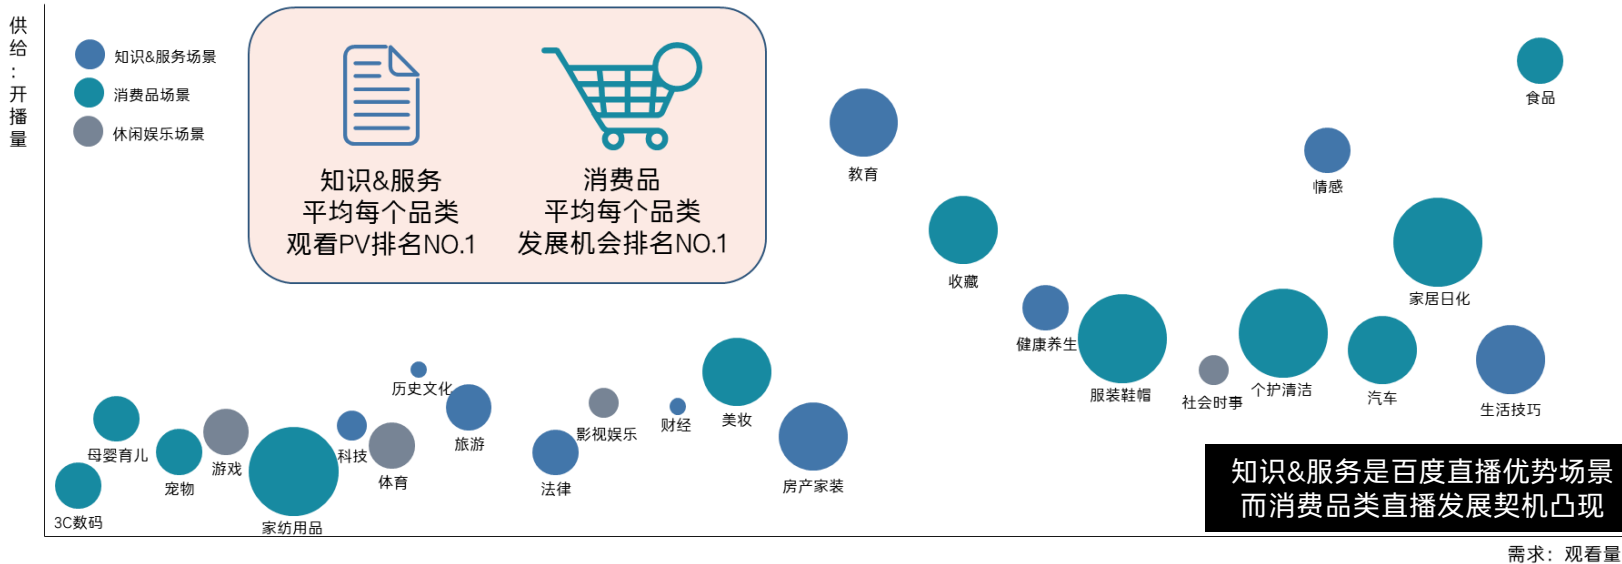 供给：开播量
知识&服务场景
消费品场景
休闲娱乐场景
知识&服务
平均每个品类
观看PV排名NO.1
消费品
平均每个品类
发展机会排名NO.1
食品
教育
情感
收藏
家居日化
健康养生
服装鞋帽
社会时事
个护清洁
汽车
生活技巧
历史文化
母婴育儿
游戏
科技
旅游
影视娱乐
财经
美妆
3C数码
宠物
家纺用品
体育
法律
房产家装
知识&服务是百度直播优势场景
而消费品类直播发展契机凸现
需求：观看量